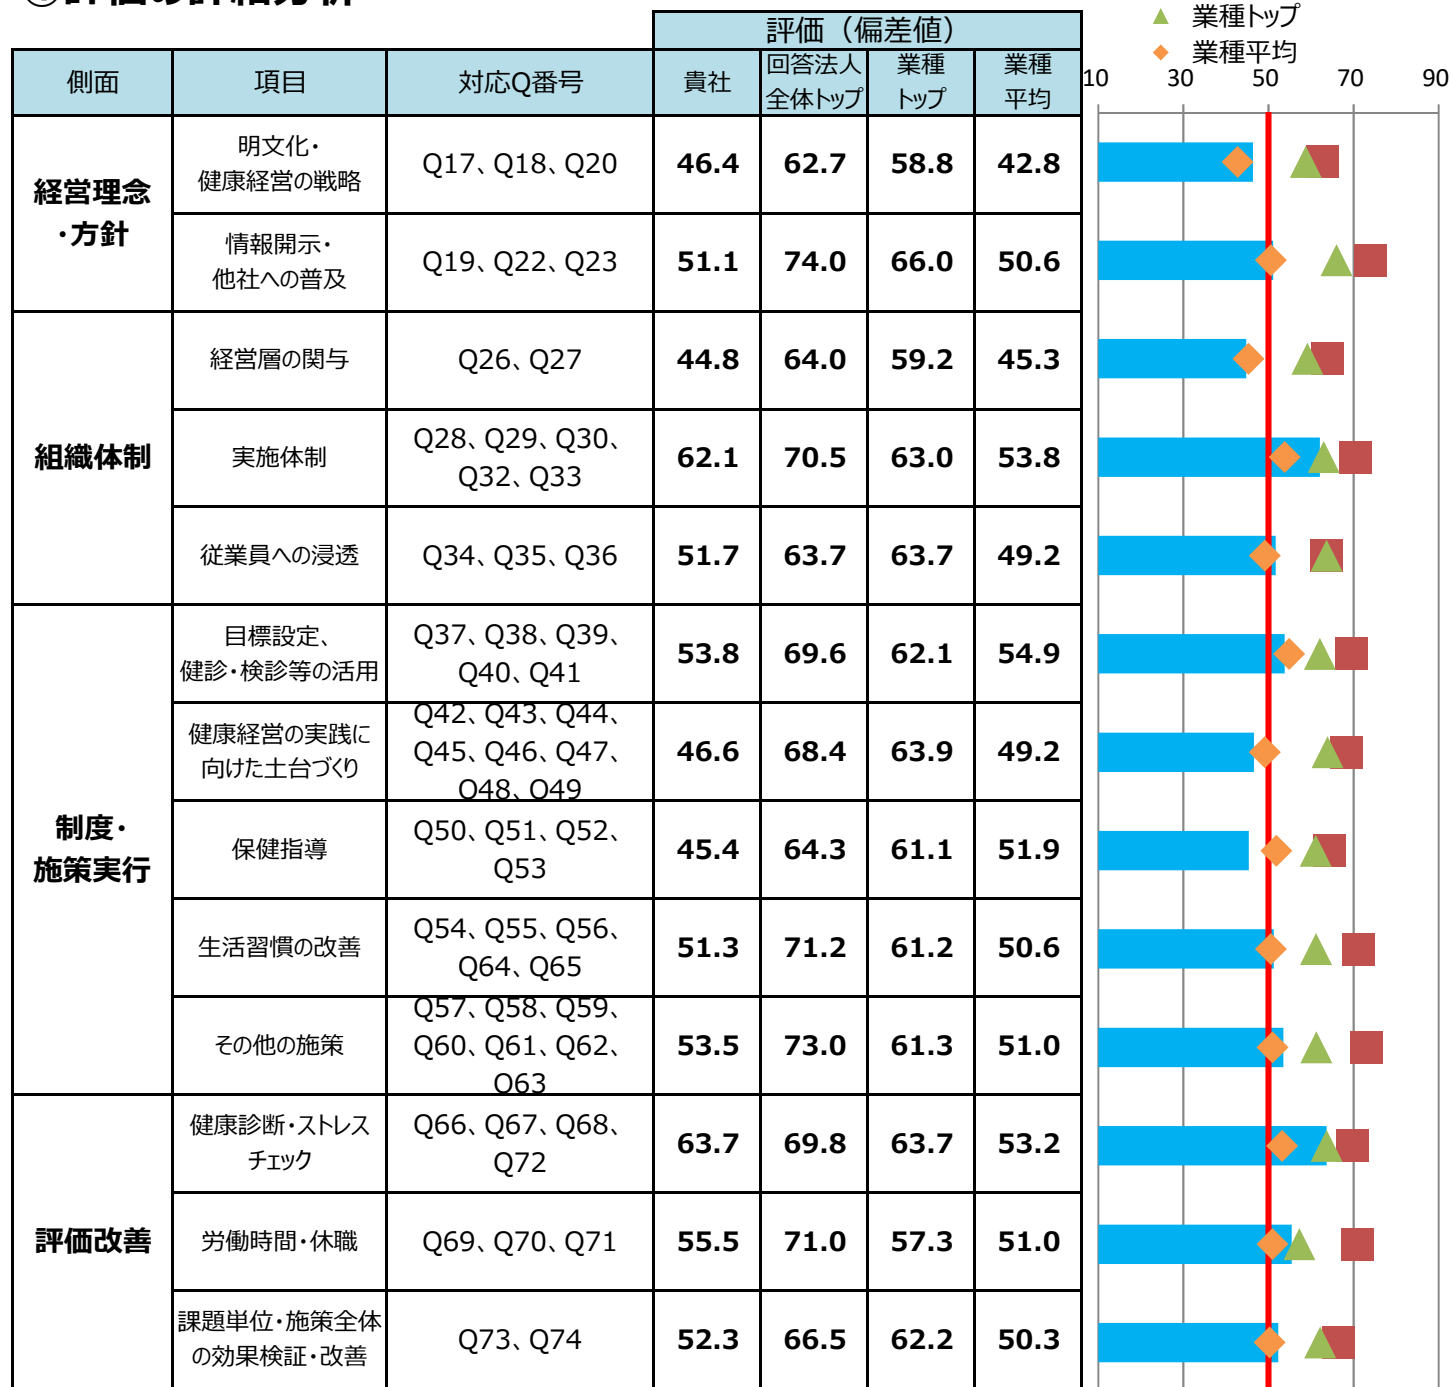 ▲ 業種トップ
◆ 業種平均
評価（偏差値）
側面 項目 対応Q番号 貴社 回答法人 業種 業種
全体トップ トップ 平均
10 30 50 70 90
経営理念
・方針
明文化・
健康経営の戦略
Q17、Q18、Q20 46.4 62.7 58.8 42.8
情報開示・
他社への普及
Q19、Q22、Q23 51.1 74.0 66.0 50.6
組織体制
経営層の関与 Q26、Q27 44.8 64.0 59.2 45.3
実施体制
Q28、Q29、Q30、
Q32、Q33
62.1 70.5 63.0 53.8
従業員への浸透 Q34、Q35、Q36 51.7 63.7 63.7 49.2
制度・
施策実行
目標設定、
健診・検診等の活用
Q37、Q38、Q39、
Q40、Q41
53.8 69.6 62.1 54.9
健康経営の実践に
向けた土台づくり
Q42、Q43、Q44、
Q45、Q46、Q47、
Q48、Q49
46.6 68.4 63.9 49.2
保健指導
Q50、Q51、Q52、
Q53
45.4 64.3 61.1 51.9
生活習慣の改善
Q54、Q55、Q56、
Q64、Q65
51.3 71.2 61.2 50.6
その他の施策
Q57、Q58、Q59、
Q60、Q61、Q62、
Q63
53.5 73.0 61.3 51.0
評価改善
健康診断・ストレス
チェック
Q66、Q67、Q68、
Q72
63.7 69.8 63.7 53.2
労働時間・休職 Q69、Q70、Q71 55.5 71.0 57.3 51.0
課題単位・施策全体
の効果検証・改善
Q73、Q74 52.3 66.5 62.2 50.3